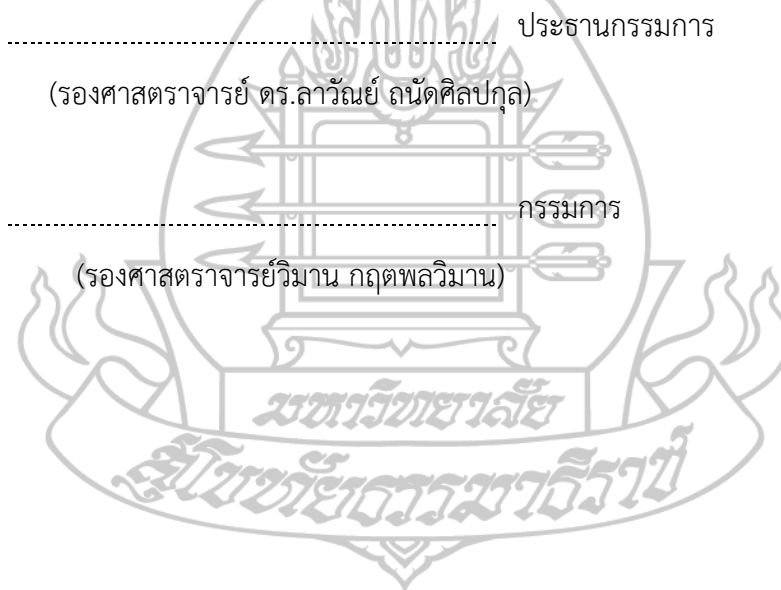 ................................................................ ประธานกรรมการ
(รองศาสตราจารย์ ดร.ลาวัณย์ ถนัดศิลปกุล)
................................................................ กรรมการ
(รองศาสตราจารย์วิมาน กฤตพลวิมาน)
มหาวิทยาลัย
สุโขทัยธรรมาธิราช